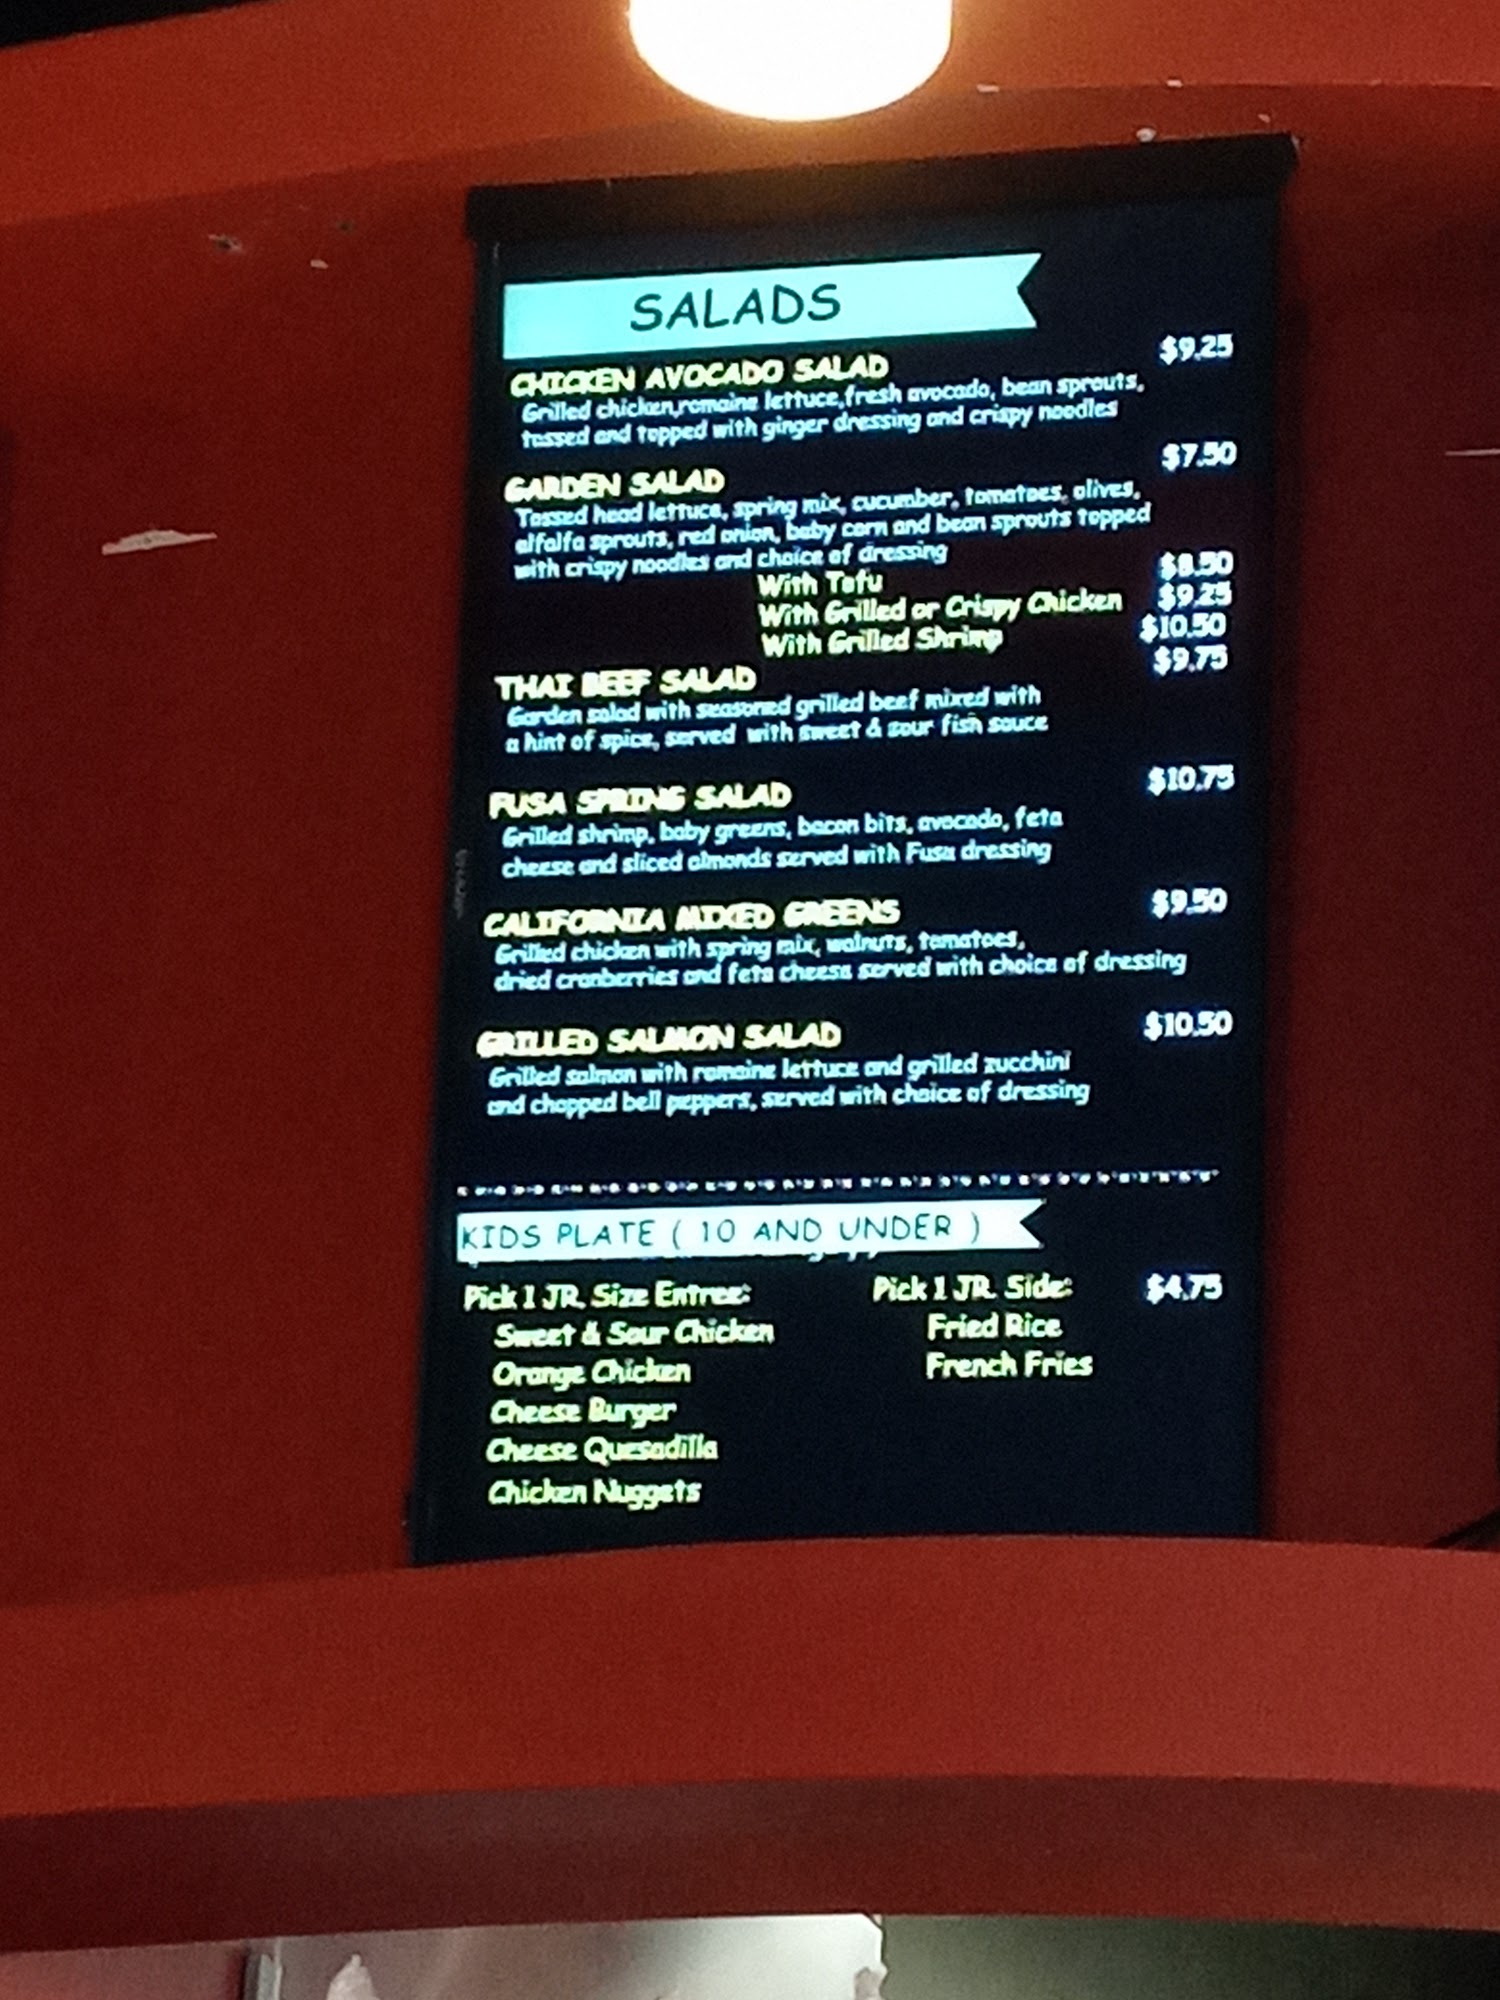 SALADS
CHICKEN AVOCADO SALAD $9.25
Grilled chicken,romaine lettuce,fresh avocado, bean sprouts,
tossed and topped with ginger dressing and crispy noodles
GARDEN SALAD $7.50
Tossed head lettuce, spring mix, cucumber, tomatoes, olives,
alfalfa sprouts, red onion, baby corn and bean sprouts topped
with crispy noodles and choice of dressing
With Tofu $8.50
With Grilled or Crispy Chicken $9.25
With Grilled Shrimp $10.50
THAI BEEF SALAD $9.75
Garden salad with seasoned grilled beef mixed with
a hint of spice, served with sweet & sour fish sauce
FUSA SPRING SALAD $10.75
Grilled shrimp, baby greens, bacon bits, avocado, feta
cheese and sliced almonds served with Fusa dressing
CALIFORNIA MIXED GREENS $9.50
Grilled chicken with spring mix, walnuts, tomatoes,
dried cranberries and feta cheese served with choice of dressing
GRILLED SALMON SALAD $10.50
Grilled salmon with romaine lettuce and grilled zucchini
and chopped bell peppers, served with choice of dressing
KIDS PLATE ( 10 AND UNDER )
Pick 1 JR. Size Entree: Pick 1 JR. Side: $4.75
Sweet & Sour Chicken Fried Rice
Orange Chicken French Fries
Cheese Burger
Cheese Quesadilla
Chicken Nuggets